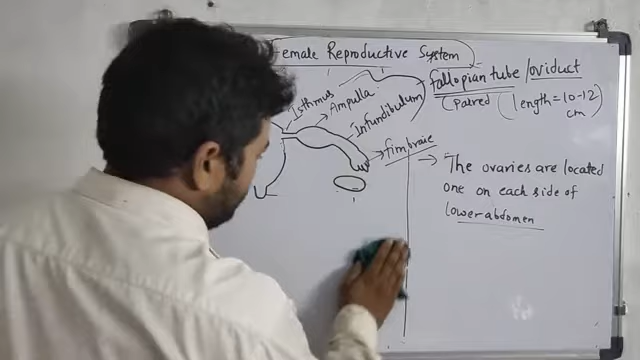 Female Reproductive System
Isthmus
Ampulla
Infundibulum
fimbraie
fallopian tube / oviduct
(Paired (length = 10-12 cm)
→ The ovaries are located
one on each side of
lower abdomen